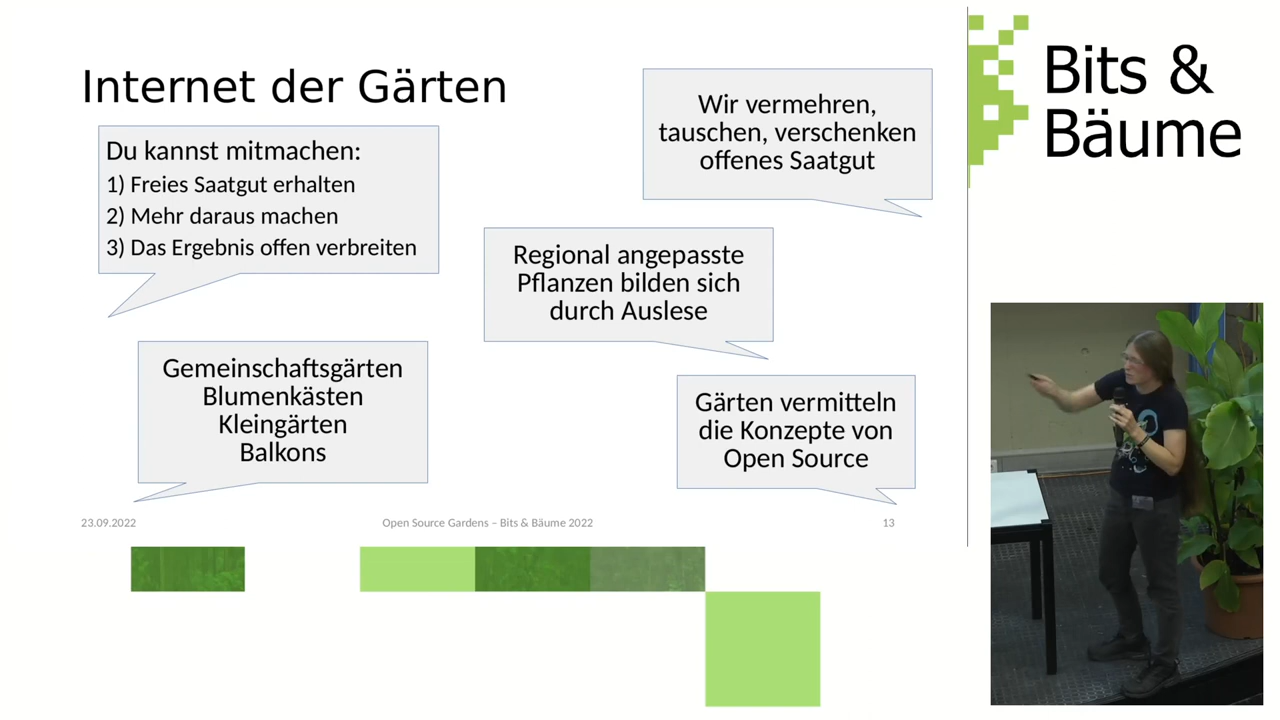 Internet der Gärten
Du kannst mitmachen:
1) Freies Saatgut erhalten
2) Mehr daraus machen
3) Das Ergebnis offen verbreiten
Wir vermehren,
tauschen, verschenken
offenes Saatgut
Regional angepasste
Pflanzen bilden sich
durch Auslese
Gemeinschaftsgärten
Blumenkästen
Kleingärten
Balkons
Gärten vermitteln
die Konzepte von
Open Source
23.09.2022
Open Source Gardens – Bits & Bäume 2022
13
Bits &
Bäume